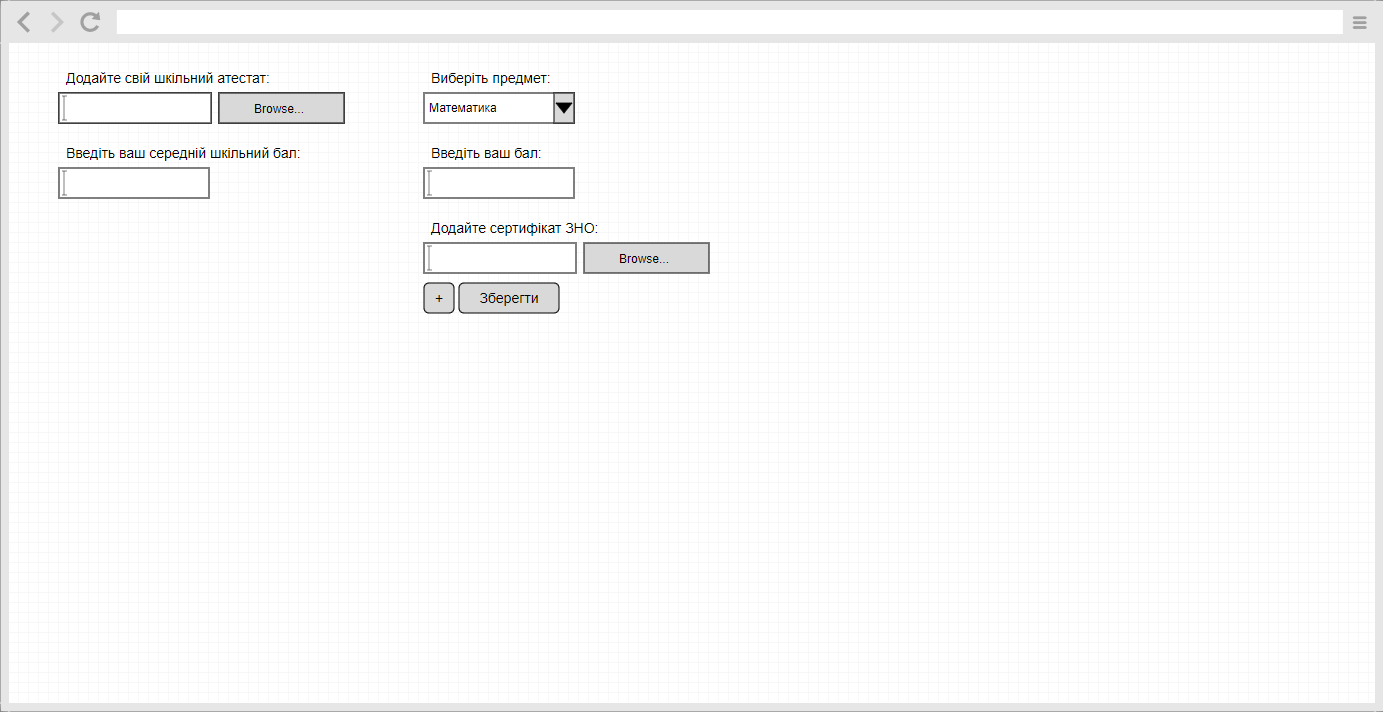 Додайте свій шкільний атестат:
Browse...
Введіть ваш середній шкільний бал:
Виберіть предмет:
Математика
Введіть ваш бал:
Додайте сертифікат ЗНО:
Browse...
+
Зберегти